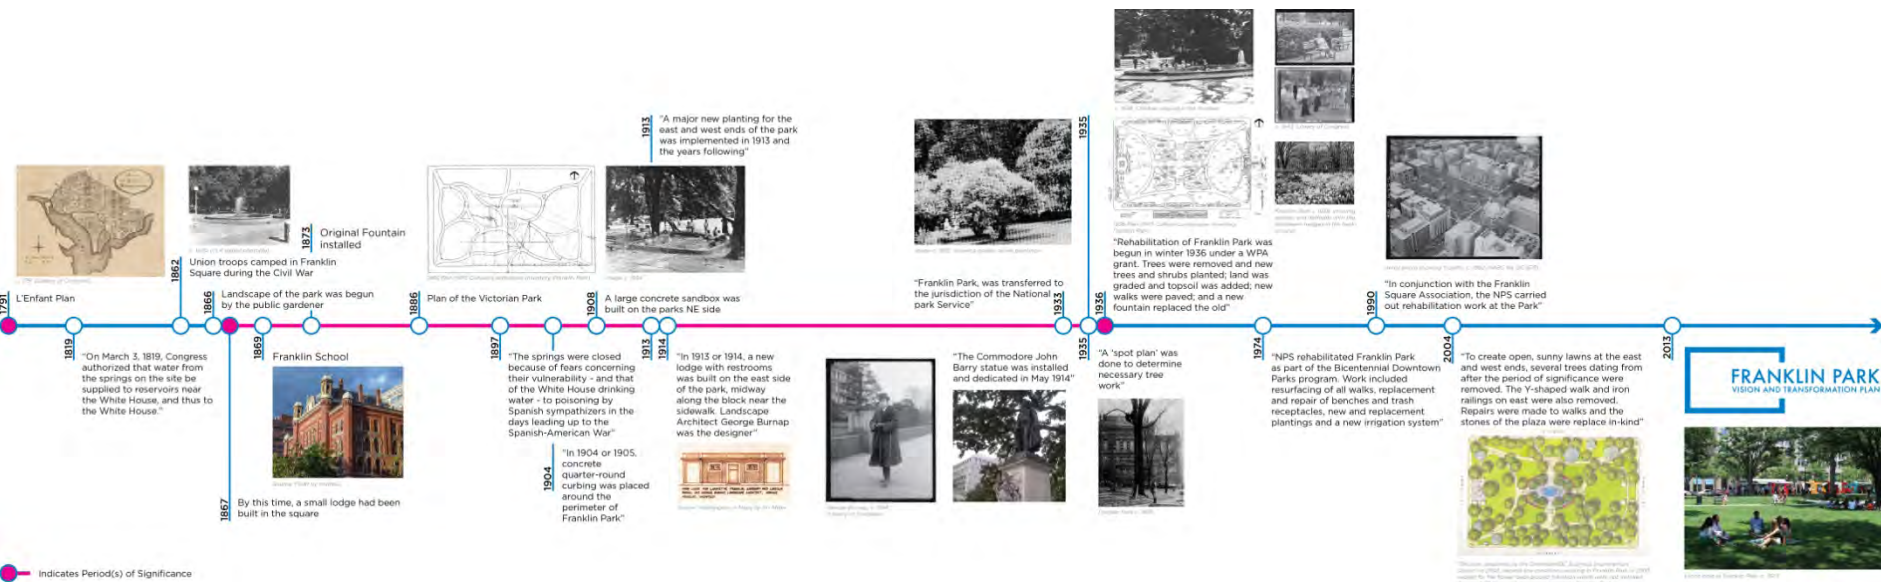 1791
L'Enfant Plan
1819
"On March 3, 1819, Congress
authorized that water from
the springs on the site be
supplied to reservoirs near
the White House, and thus to
the White House."
1862
Union troops camped in Franklin
Square during the Civil War
1866
Landscape of the park was begun
by the public gardener
1867
By this time, a small lodge had been
built in the square
1869
Franklin School
1873
Original Fountain
installed
1886
Plan of the Victorian Park
1897
"The springs were closed
because of fears concerning
their vulnerability - and that
of the White House drinking
water - to poisoning by
Spanish sympathizers in the
days leading up to the
Spanish-American War"
1904
"In 1904 or 1905,
concrete
quarter-round
curbing was placed
around the
perimeter of
Franklin Park"
1908
A large concrete sandbox was
built on the parks NE side
1913
"A major new planting for the
east and west ends of the park
was implemented in 1913 and
the years following"
1913
1914
"In 1913 or 1914, a new
lodge with restrooms
was built on the east side
of the park, midway
along the block near the
sidewalk. Landscape
Architect George Burnap
was the designer"
"The Commodore John
Barry statue was installed
and dedicated in May 1914"
"Franklin Park, was transferred to
the jurisdiction of the National
park Service"
1933
1935
1935
"A 'spot plan' was
done to determine
necessary tree
work"
1936
"Rehabilitation of Franklin Park was
begun in winter 1936 under a WPA
grant. Trees were removed and new
trees and shrubs planted; land was
graded and topsoil was added; new
walks were paved; and a new
fountain replaced the old"
1974
"NPS rehabilitated Franklin Park
as part of the Bicentennial Downtown
Parks program. Work included
resurfacing of all walks, replacement
and repair of benches and trash
receptacles, new and replacement
plantings and a new irrigation system"
1990
"In conjunction with the Franklin
Square Association, the NPS carried
out rehabilitation work at the Park"
2004
"To create open, sunny lawns at the east
and west ends, several trees dating from
after the period of significance were
removed. The Y-shaped walk and iron
railings on east were also removed.
Repairs were made to walks and the
stones of the plaza were replace in-kind"
2013
FRANKLIN PARK
VISION AND TRANSFORMATION PLAN
Indicates Period(s) of Significance